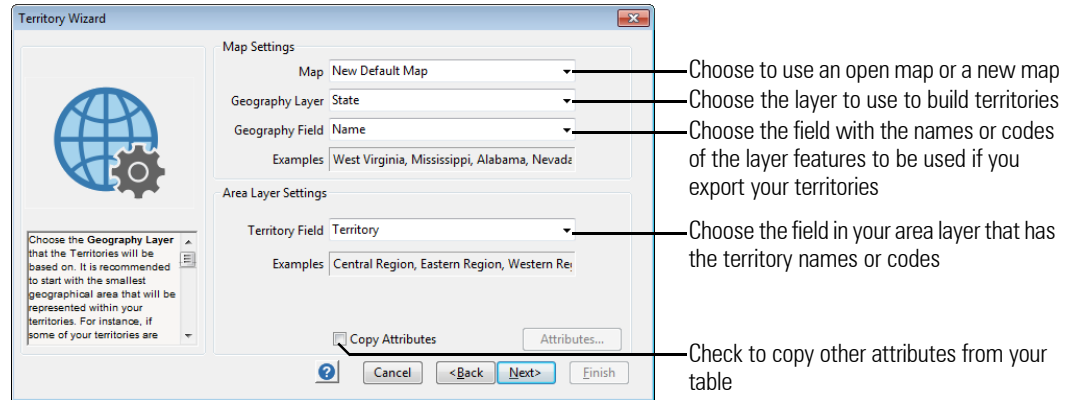 Territory Wizard
Map Settings
Map New Default Map
Choose to use an open map or a new map
Geography Layer State
Choose the layer to use to build territories
Geography Field Name
Choose the field with the names or codes
of the layer features to be used if you
export your territories
Examples West Virginia, Mississippi, Alabama, Nevada
Area Layer Settings
Territory Field Territory
Choose the field in your area layer that has
the territory names or codes
Examples Central Region, Eastern Region, Western Re
Choose the Geography Layer
that the Territories will be
based on. It is recommended
to start with the smallest
geographical area that will be
represented within your
territories. For instance, if
some of your territories are
Copy Attributes
Attributes...
Check to copy other attributes from your
table
?
Cancel
<Back
Next>
Finish